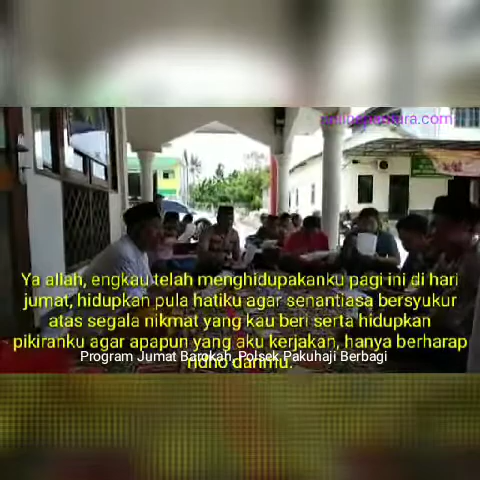 Ya allah, engkau telah menghidupakanku pagi ini di hari
jumat, hidupkan pula hatiku agar senantiasa bersyukur
atas segala nikmat yang kau beri serta hidupkan
pikiranku agar apapun yang aku kerjakan, hanya berharap
ridho darimu.
Program Jumat Barokah, Polsek Pakuhaji Berbagi